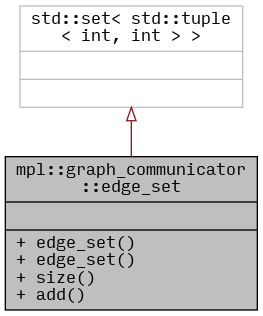 std::set< std::tuple
< int, int > >
mpl::graph_communicator
::edge_set
+ edge_set()
+ edge_set()
+ size()
+ add()